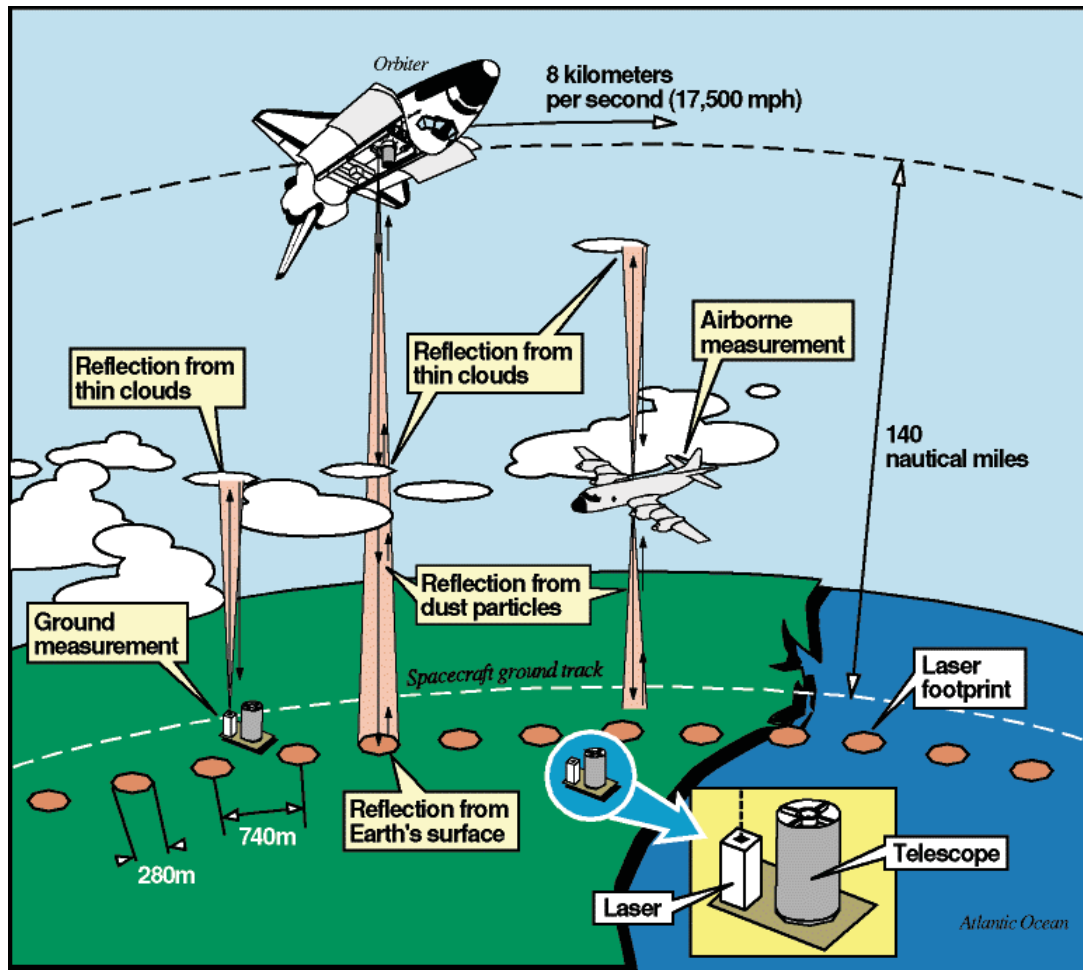 Orbiter
8 kilometers
per second (17,500 mph)
Airborne
measurement
Reflection from
thin clouds
Reflection from
thin clouds
140
nautical miles
Reflection from
dust particles
Ground
measurement
Spacecraft ground track
Laser
footprint
740m
Reflection from
Earth's surface
280m
Telescope
Laser
Atlantic Ocean